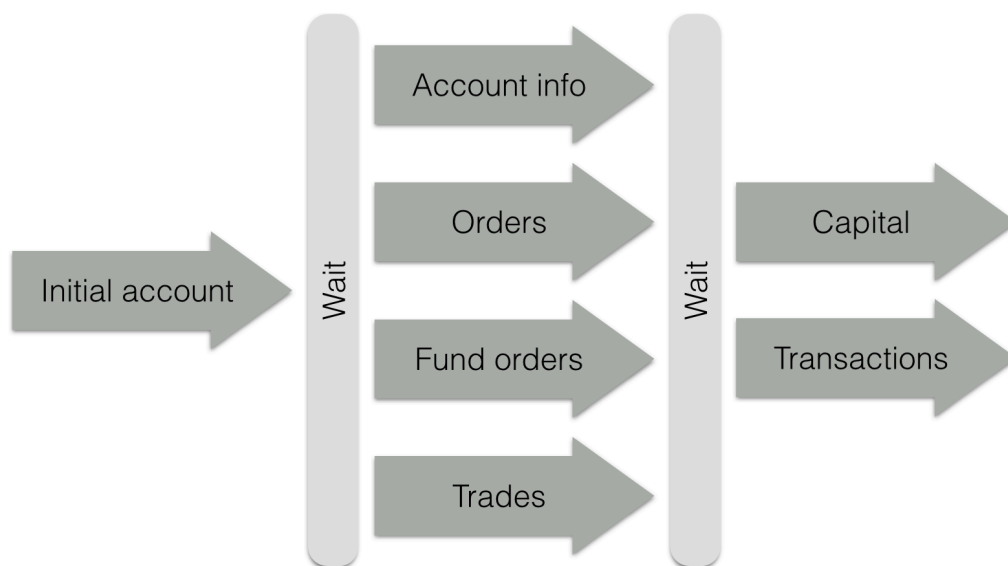 Initial account
Wait
Account info
Orders
Fund orders
Trades
Wait
Capital
Transactions